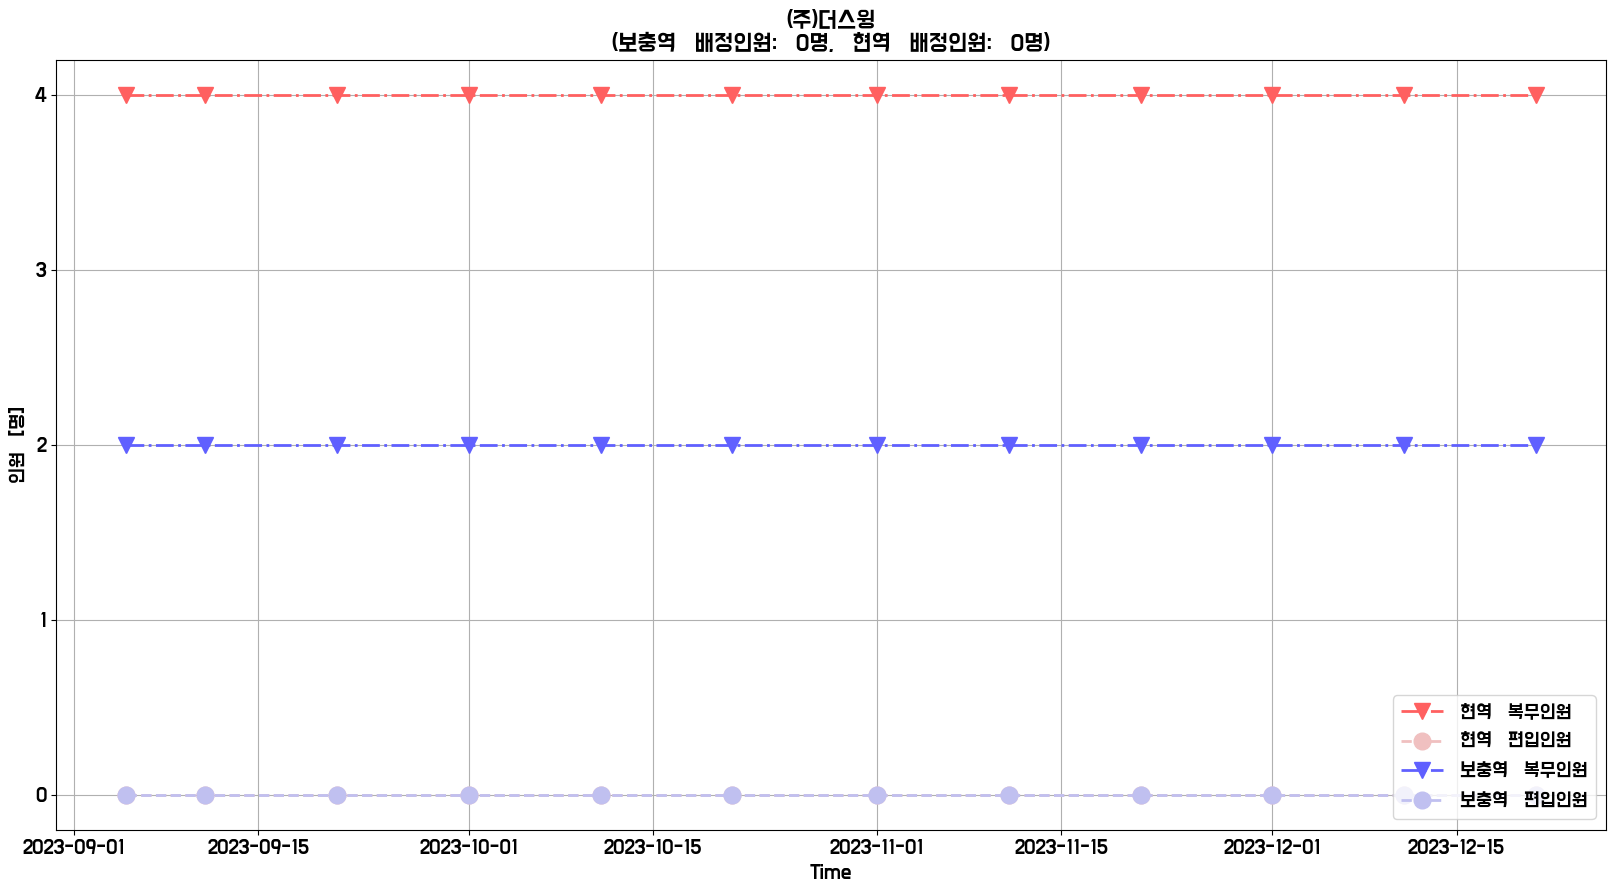 (주)더스윙
(보충역 배정인원: 0명, 현역 배정인원: 0명)
인원 [명]
4
3
2
1
0
2023-09-01 2023-09-15 2023-10-01 2023-10-15 2023-11-01 2023-11-15 2023-12-01 2023-12-15
Time
현역 복무인원
현역 편입인원
보충역 복무인원
보충역 편입인원